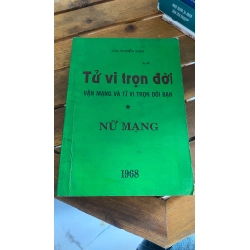 Tử vi trọn đời
VẬN MẠNG VÀ TỬ VI TRỌN ĐỜI BẠN
NỮ MẠNG
1968